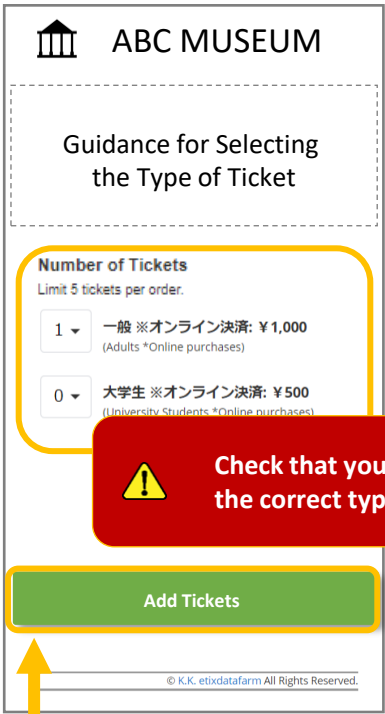 ABC MUSEUM
Guidance for Selecting
the Type of Ticket
Number of Tickets
Limit 5 tickets per order.
1 一般 ※オンライン決済: ¥1,000
(Adults *Online purchases)
0 大学生 ※オンライン決済: ¥500
(University Students *Online purchases)
Check that you
the correct typ
Add Tickets
© K.K. etixdatafarm All Rights Reserved.